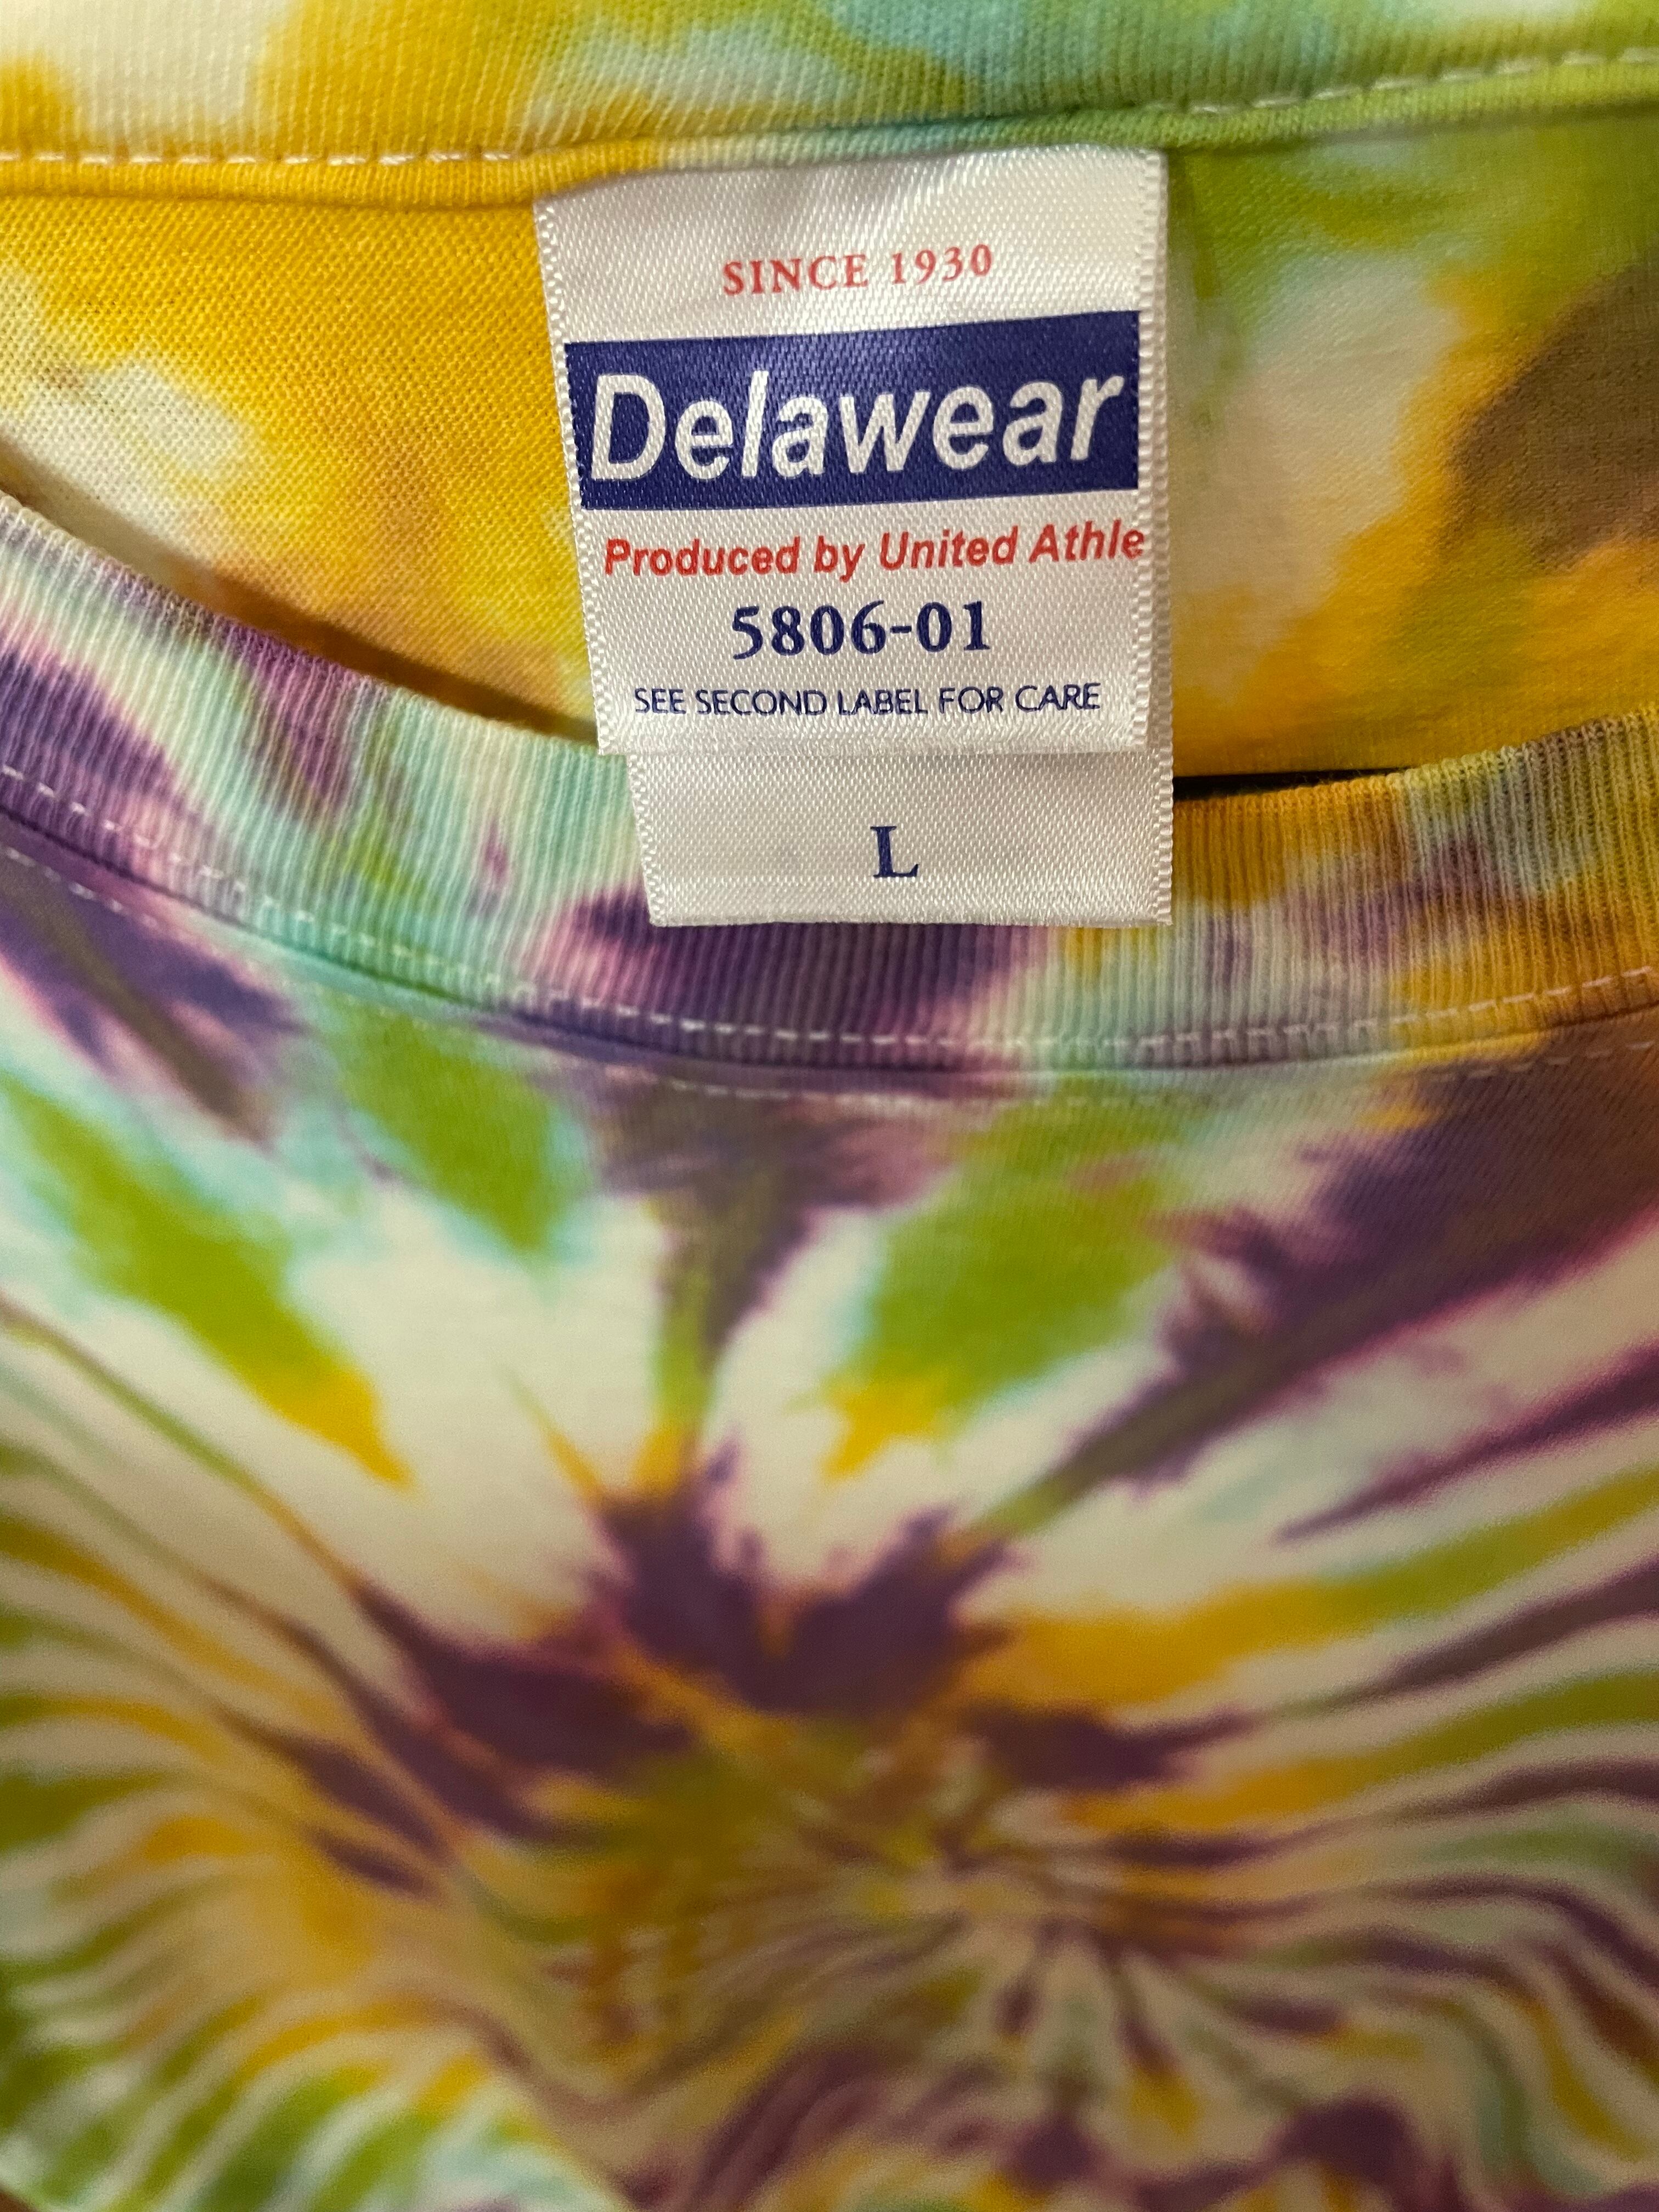 SINCE 1930
Delawear
Produced by United Athle
5806-01
SEE SECOND LABEL FOR CARE
L